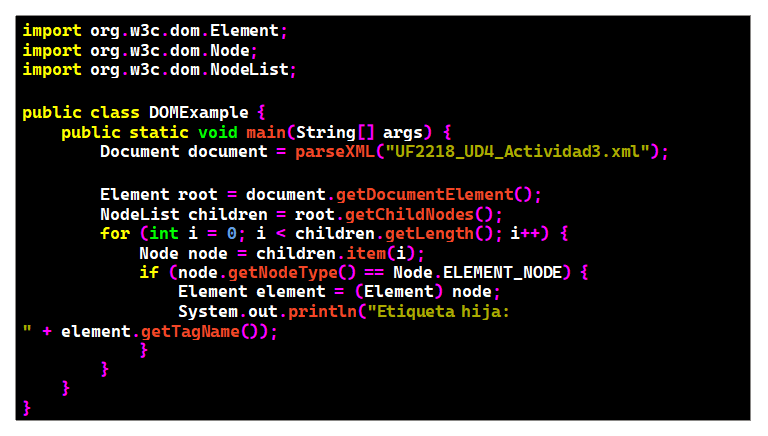 import org.w3c.dom.Element;
import org.w3c.dom.Node;
import org.w3c.dom.NodeList;

public class DOMExample {
    public static void main(String[] args) {
        Document document = parseXML("UF2218_UD4_Actividad3.xml");

        Element root = document.getDocumentElement();
        NodeList children = root.getChildNodes();
        for (int i = 0; i < children.getLength(); i++) {
            Node node = children.item(i);
            if (node.getNodeType() == Node.ELEMENT_NODE) {
                Element element = (Element) node;
                System.out.println("Etiqueta hija:
" + element.getTagName());
            }
        }
    }
}